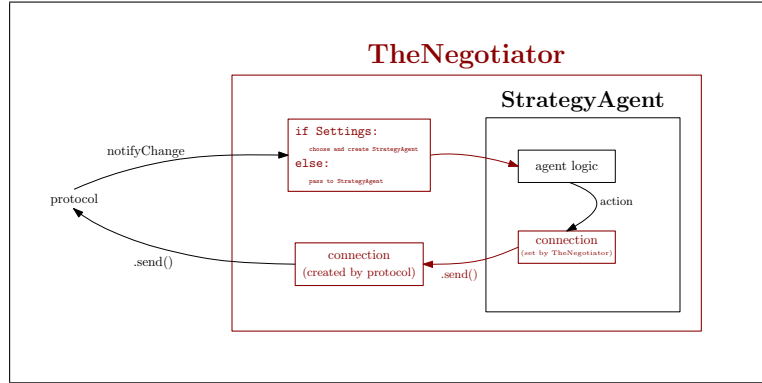 TheNegotiator
StrategyAgent
notifyChange
if Settings:
choose and create StrategyAgent
else:
pass to StrategyAgent
agent logic
protocol
action
connection
(set by TheNegotiator)
connection
(created by protocol)
.send()
.send()